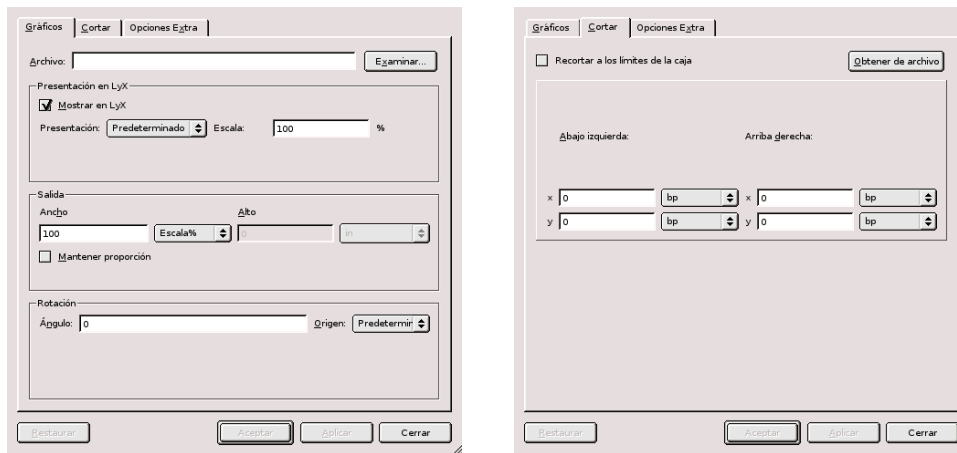 Gráficos Cortar Opciones Extra
Archivo: Examinar...
Presentación en LyX
Mostrar en LyX
Presentación: Predeterminado Escala: 100 %
Salida
Ancho Alto
100 Escala% 0 in
Mantener proporción
Rotación
Ángulo: 0 Origen: Predetermir
Restaurar Aceptar Aplicar Cerrar
Gráficos Cortar Opciones Extra
Recortar a los límites de la caja Obtener de archivo
Abajo izquierda: Arriba derecha:
x 0 bp x 0 bp
y 0 bp y 0 bp
Restaurar Aceptar Aplicar Cerrar